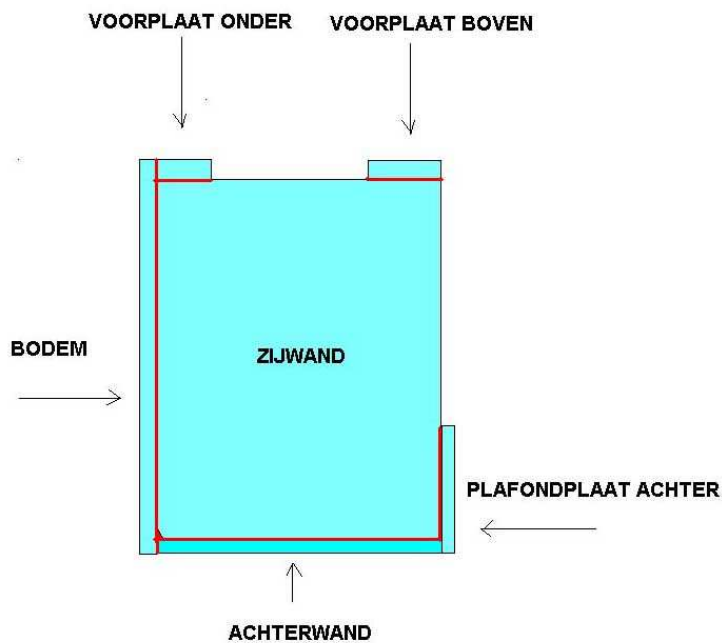 VOORPLAAT ONDER
VOORPLAAT BOVEN
BODEM
ZIJWAND
PLAFONDPLAAT ACHTER
ACHTERWAND